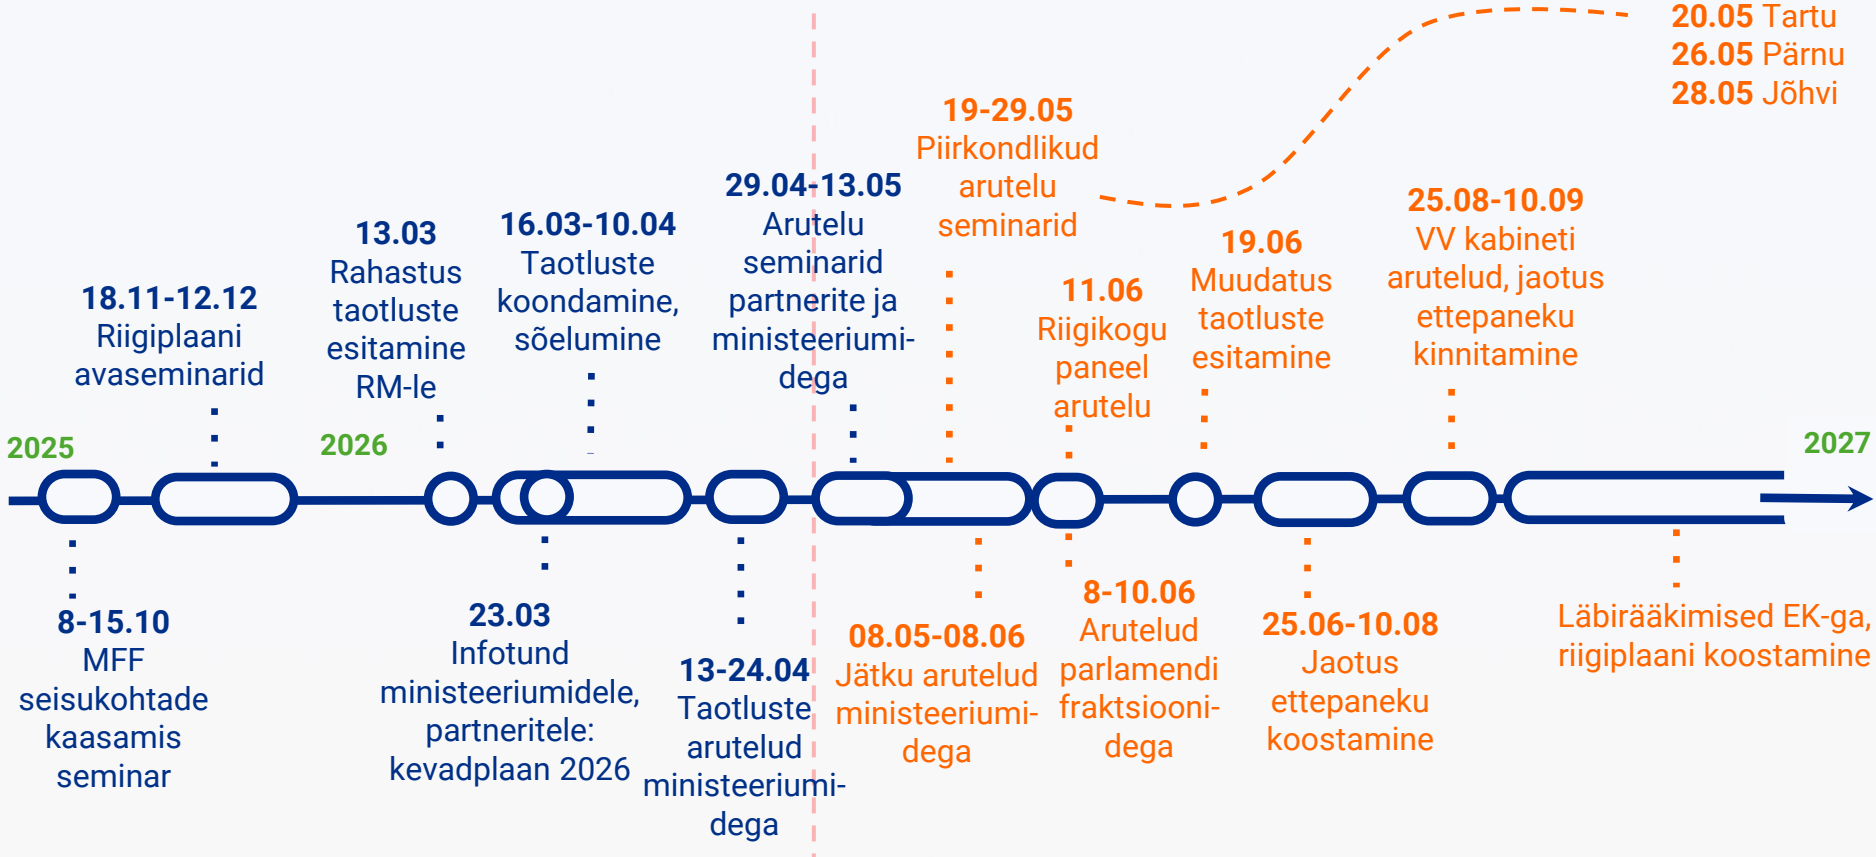 20.05 Tartu
26.05 Pärnu
28.05 Jõhvi
19-29.05
Piirkondlikud
arutelu
seminarid
29.04-13.05
Arutelu
seminarid
partnerite ja
ministeeriumi-
dega
25.08-10.09
VV kabineti
arutelud, jaotus
ettepaneku
kinnitamine
16.03-10.04
Taotluste
koondamine,
sõelumine
13.03
Rahastus
taotluste
esitamine
RM-le
19.06
Muudatus
taotluste
esitamine
11.06
Riigikogu
paneel
arutelu
18.11-12.12
Riigiplaani
avaseminarid
2025
2026
2027
8-15.10
MFF
seisukohtade
kaasamis
seminar
23.03
Infotund
ministeeriumidele,
partneritele:
kevadplaan 2026
13-24.04
Taotluste
arutelud
ministeeriumi-
dega
08.05-08.06
Jätku arutelud
ministeeriumi-
dega
8-10.06
Arutelud
parlamendi
fraktsiooni-
dega
25.06-10.08
Jaotus
ettepaneku
koostamine
Läbirääkimised EK-ga,
riigiplaani koostamine